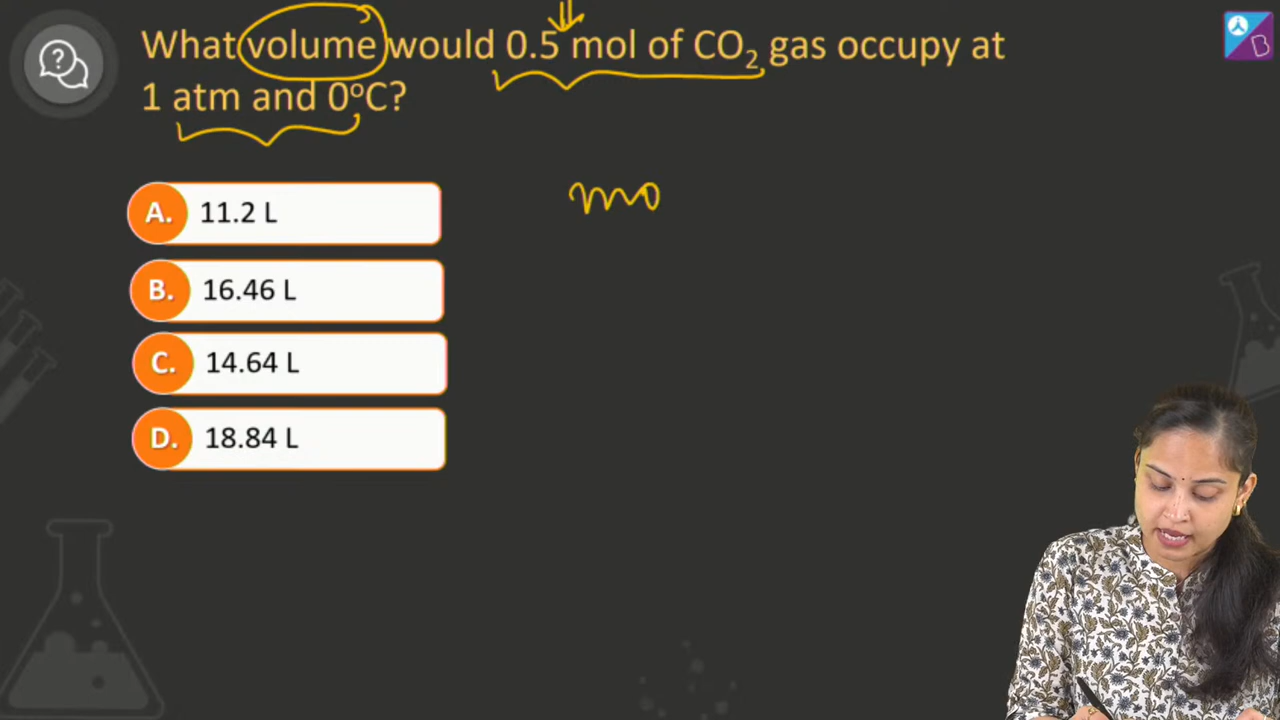 What volume would 0.5 mol of CO₂ gas occupy at
1 atm and 0°C?
mo
A. 11.2 L
B. 16.46 L
C. 14.64 L
D. 18.84 L
B